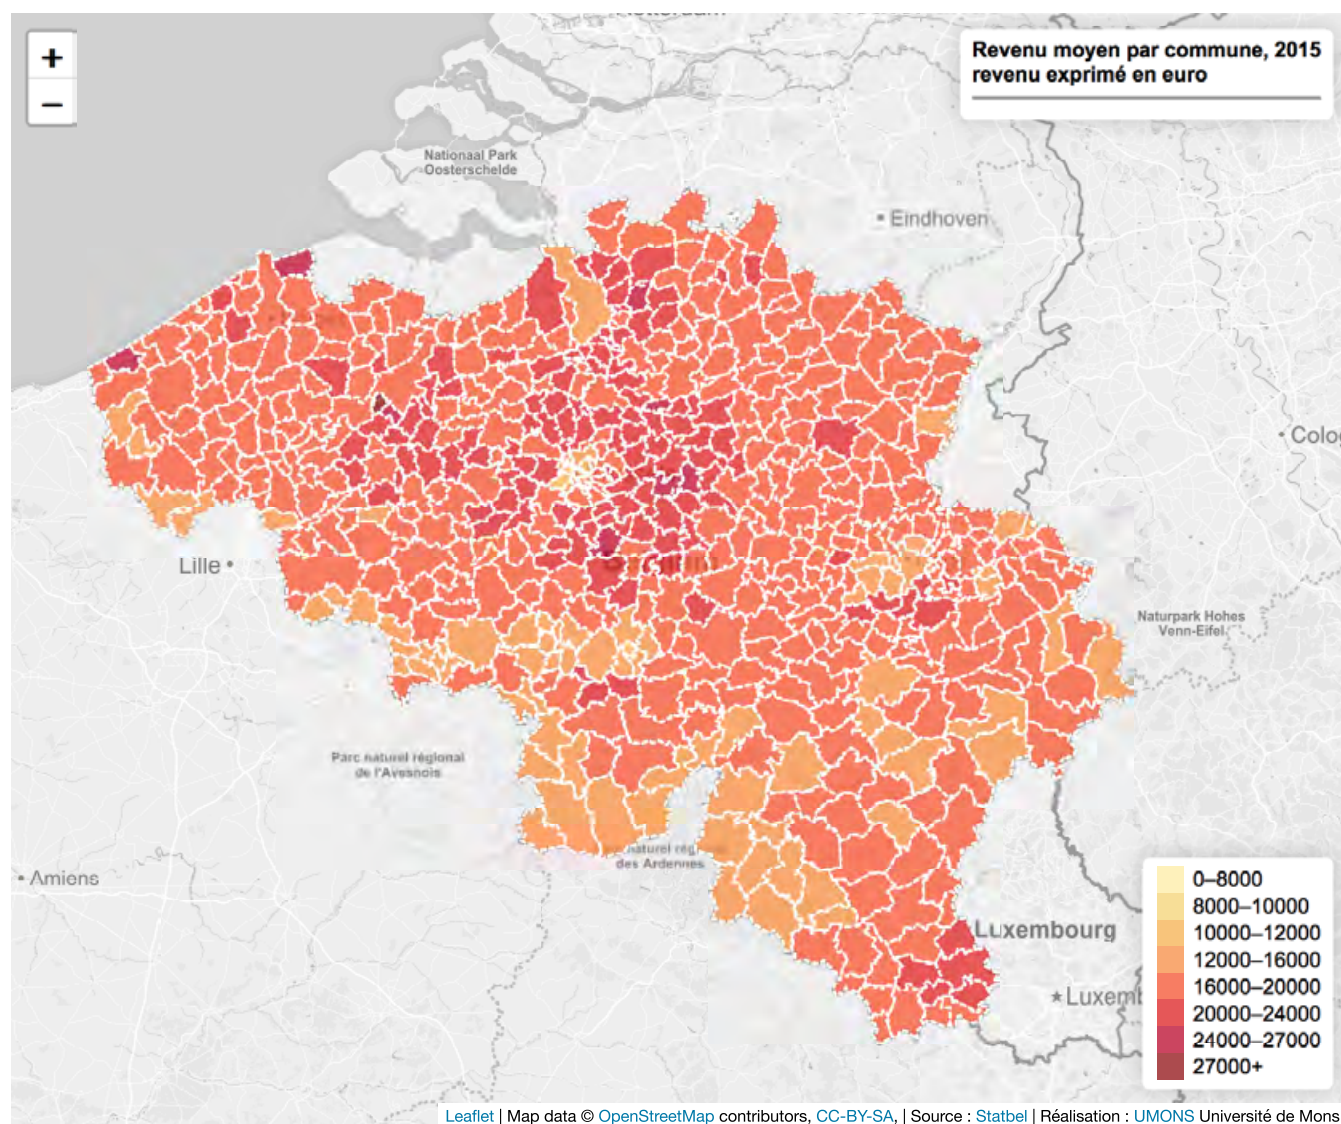 +
Revenu moyen par commune, 2015
revenu exprimé en euro
−
Nationaal Park
Oosterschelde
Eindhoven
Lille
Naturpark Hohes
Venn-Eifel
Parc naturel régional
de l'Avesnois
des Ardennes
Amiens
Luxembourg
0–8000
8000–10000
10000–12000
12000–16000
16000–20000
20000–24000
24000–27000
27000+
Leaflet | Map data © OpenStreetMap contributors, CC-BY-SA, | Source : Statbel | Réalisation : UMONS Université de Mons